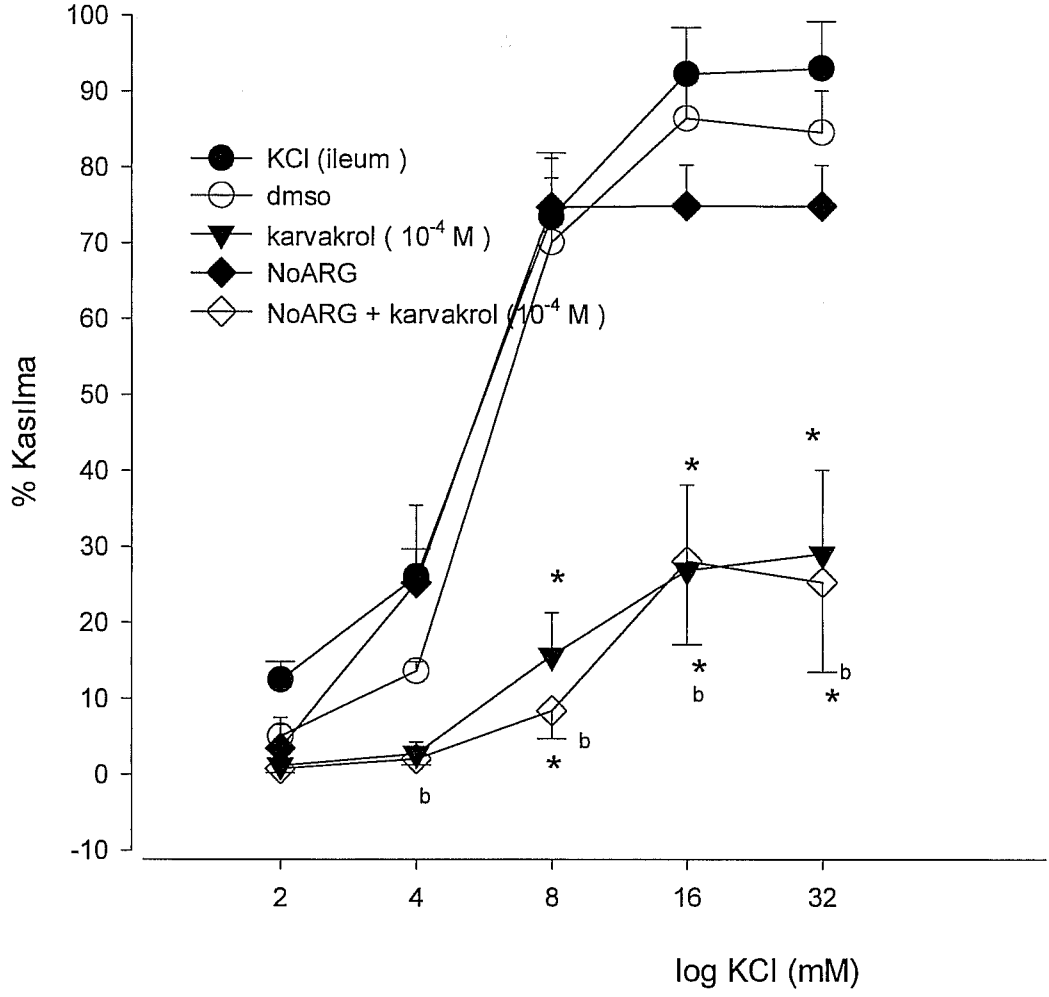 100
90
80
70
60
50
40
30
20
10
0
-10
% Kasılma
KCl (ileum )
dmso
karvakrol ( 10⁻⁴ M )
NoARG
NoARG + karvakrol (10⁻⁴ M )
*
*
*
*
b
b
*
b
*
b
2 4 8 16 32
log KCl (mM)